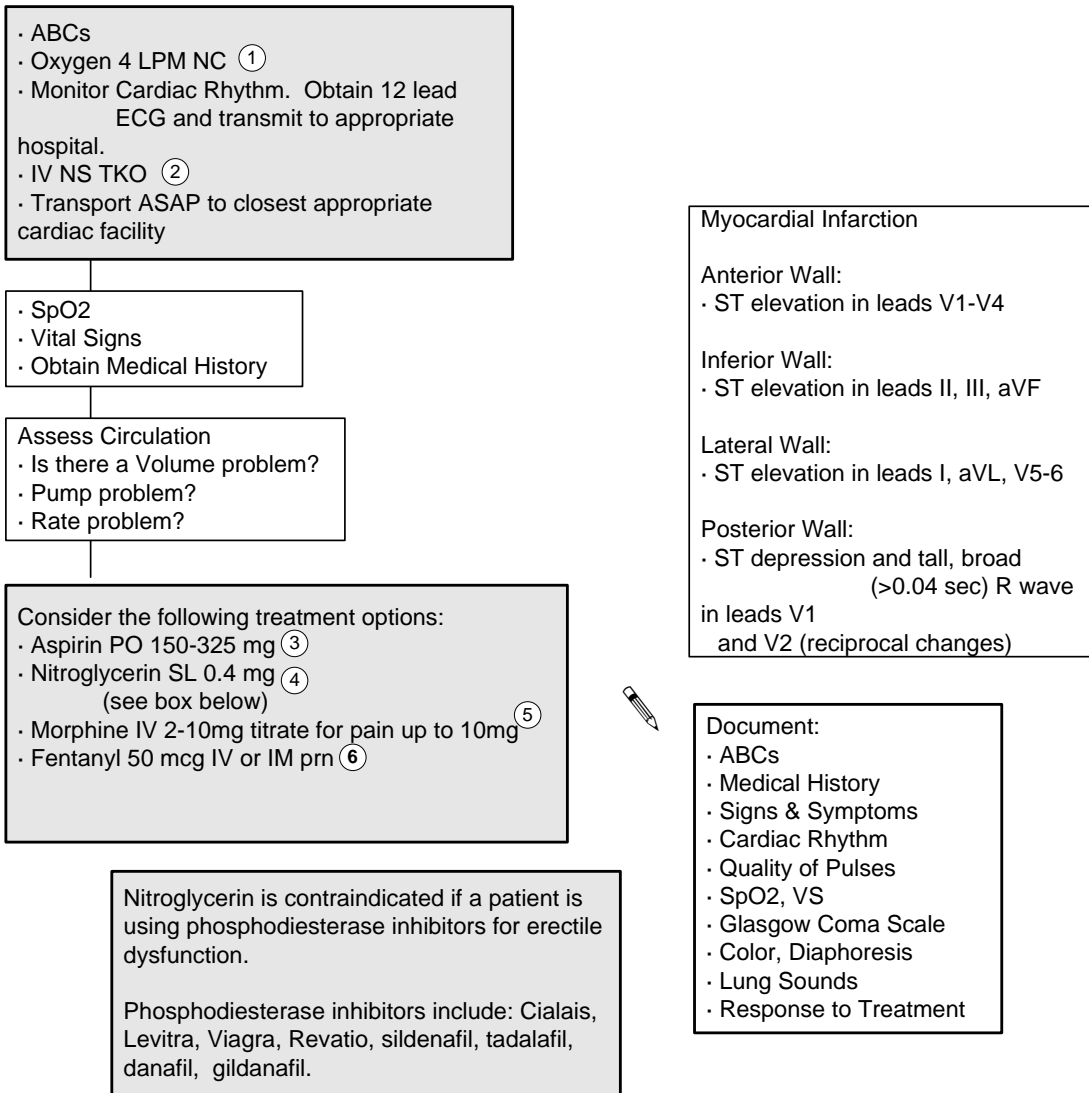 · ABCs
· Oxygen 4 LPM NC 1
· Monitor Cardiac Rhythm. Obtain 12 lead
ECG and transmit to appropriate
hospital.
· IV NS TKO 2
· Transport ASAP to closest appropriate
cardiac facility
· SpO2
· Vital Signs
· Obtain Medical History
Assess Circulation
· Is there a Volume problem?
· Pump problem?
· Rate problem?
Consider the following treatment options:
· Aspirin PO 150-325 mg 3
· Nitroglycerin SL 0.4 mg 4
(see box below)
· Morphine IV 2-10mg titrate for pain up to 10mg 5
· Fentanyl 50 mcg IV or IM prn 6
Nitroglycerin is contraindicated if a patient is
using phosphodiesterase inhibitors for erectile
dysfunction.
Phosphodiesterase inhibitors include: Cialais,
Levitra, Viagra, Revatio, sildenafil, tadalafil,
danafil, gildanafil.
Myocardial Infarction
Anterior Wall:
· ST elevation in leads V1-V4
Inferior Wall:
· ST elevation in leads II, III, aVF
Lateral Wall:
· ST elevation in leads I, aVL, V5-6
Posterior Wall:
· ST depression and tall, broad
(>0.04 sec) R wave
in leads V1
and V2 (reciprocal changes)
Document:
· ABCs
· Medical History
· Signs & Symptoms
· Cardiac Rhythm
· Quality of Pulses
· SpO2, VS
· Glasgow Coma Scale
· Color, Diaphoresis
· Lung Sounds
· Response to Treatment